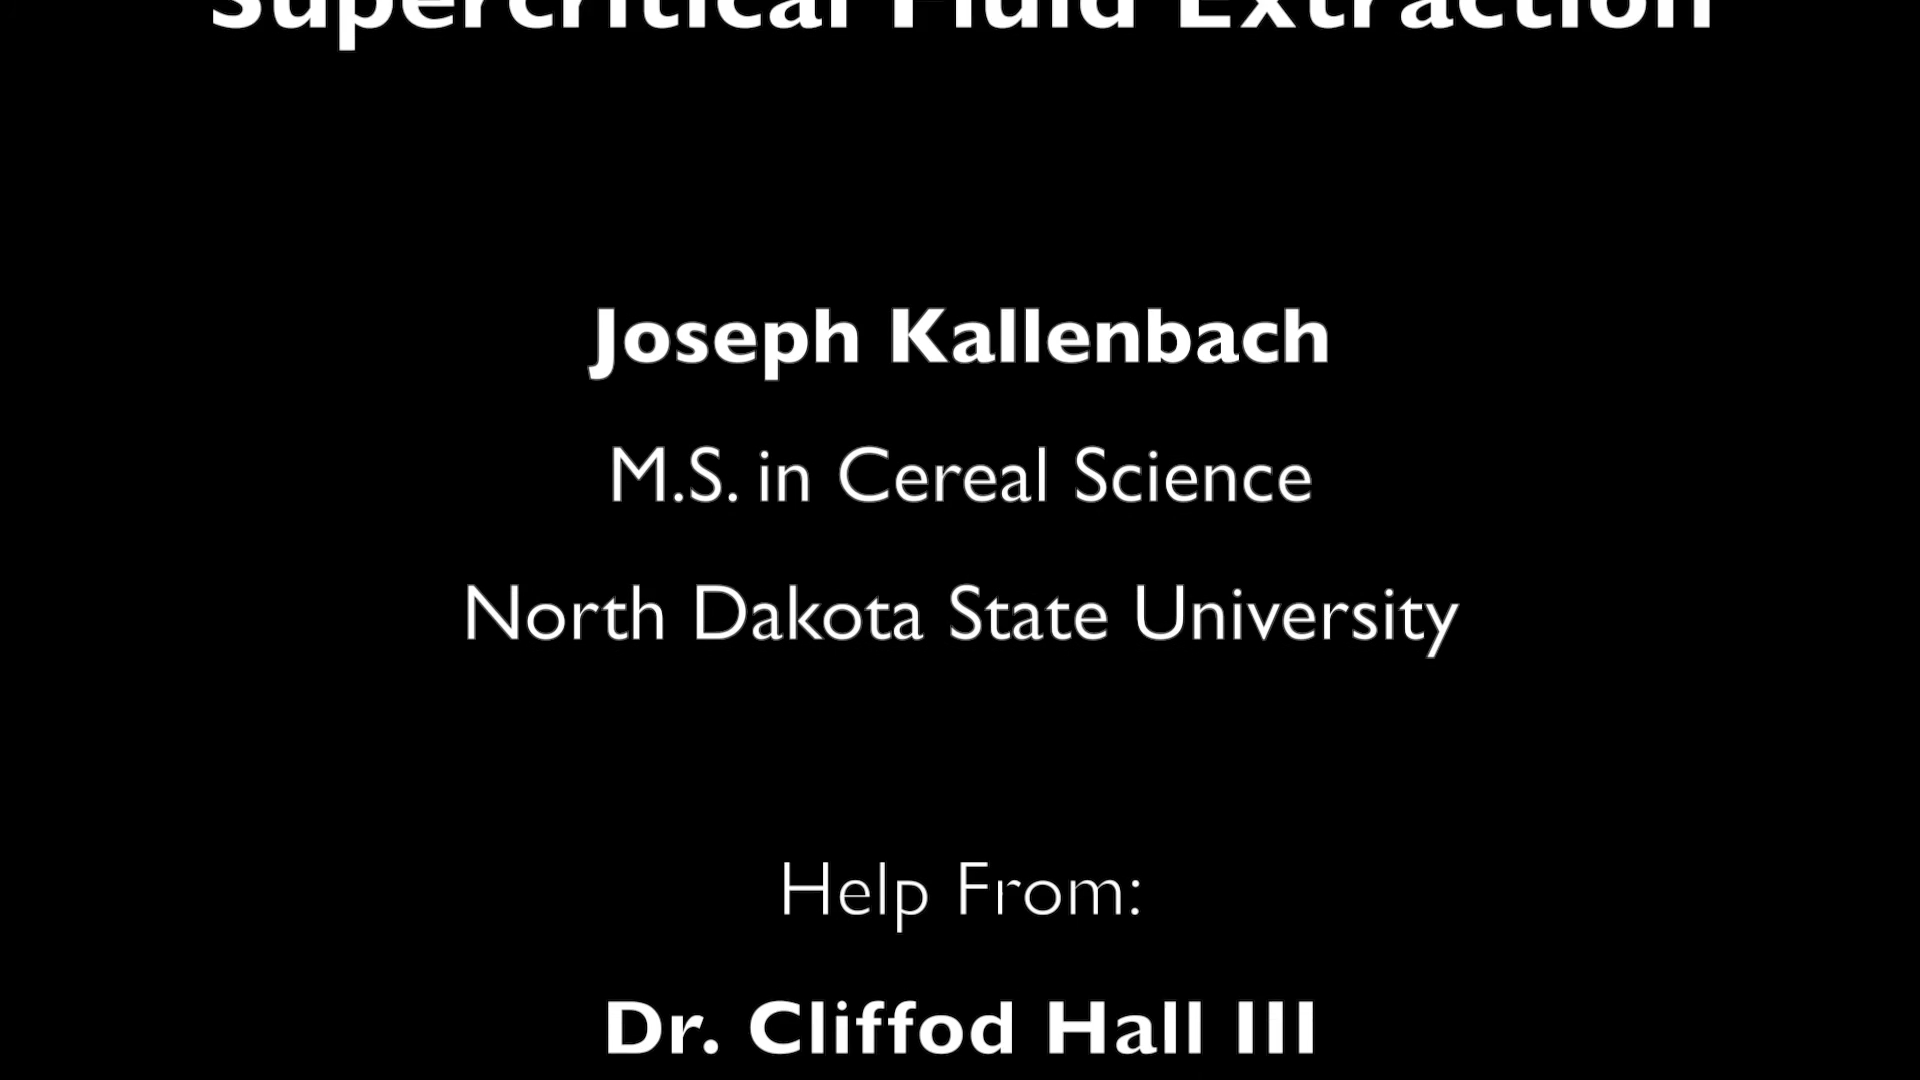 Supercritical Fluid Extraction
Joseph Kallenbach
M.S. in Cereal Science
North Dakota State University
Help From:
Dr. Cliffod Hall III